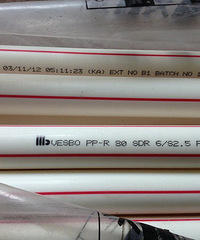 03/11/12 05:11:23 (KA) EXT NO B1 BATCH NO
VESBO PP-R 80 SDR 6/S2.5